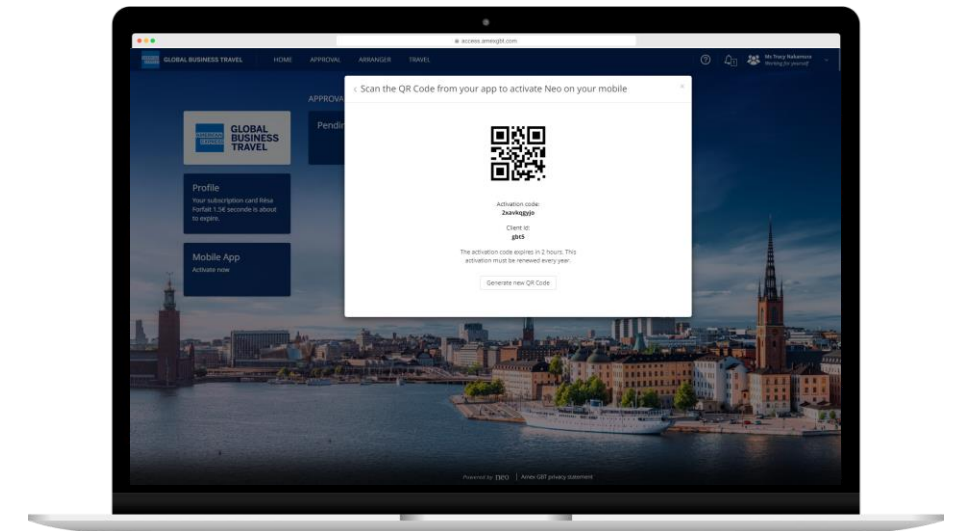 access.amexgbt.com
GLOBAL BUSINESS TRAVEL HOME APPROVAL ARRANGER TRAVEL
Ms Tracy Nakamura
Working for yourself
APPROVA
Pendin
AMERICAN
EXPRESS
GLOBAL
BUSINESS
TRAVEL
Profile
Your subscription card Résa
Forfait 1.5€ seconde is about
to expire.
Mobile App
Activate now
Scan the QR Code from your app to activate Neo on your mobile
Activation code:
2xavkqgyjo
Client Id:
gbt5
The activation code expires in 2 hours. This
activation must be renewed every year.
Generate new QR Code
Powered by neo | Amex GBT privacy statement